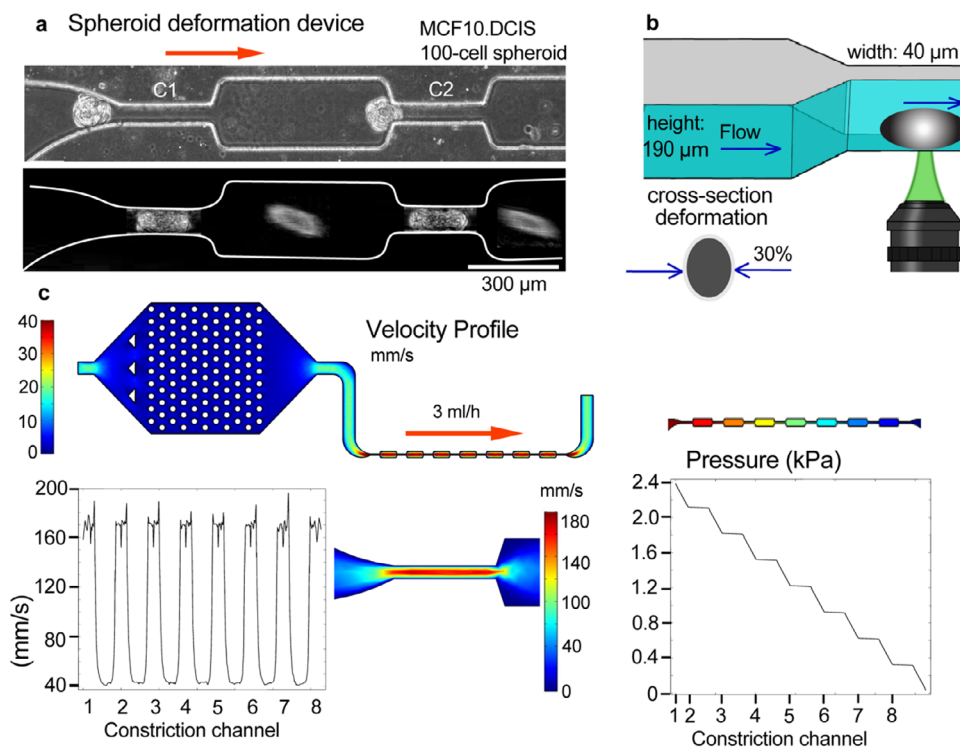 a
Spheroid deformation device
MCF10.DCIS
100-cell spheroid
C1
C2
300 µm
b
width: 40 µm
height:
190 µm
Flow
cross-section
deformation
30%
c
40
30
20
10
0
Velocity Profile
mm/s
3 ml/h
200
160
120
80
40
(mm/s)
1 2 3 4 5 6 7 8
Constriction channel
mm/s
180
140
100
60
40
0
Pressure (kPa)
2.4
2.0
1.6
1.2
0.8
0.4
0
1 2 3 4 5 6 7 8
Constriction channel